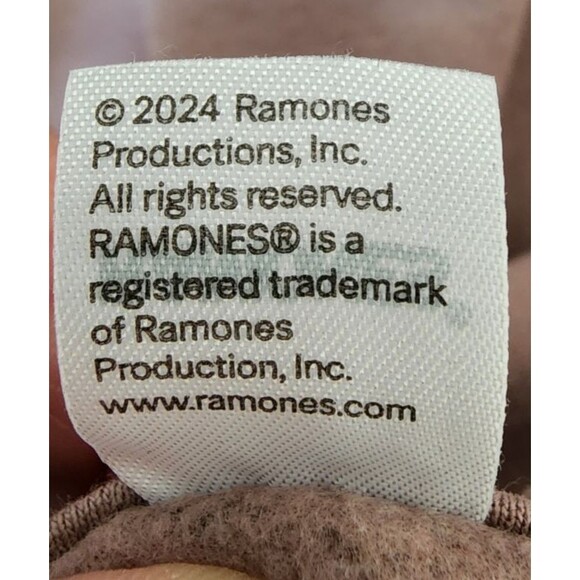 © 2024 Ramones
Productions, Inc.
All rights reserved.
RAMONES® is a
registered trademark
of Ramones
Production, Inc.
www.ramones.com